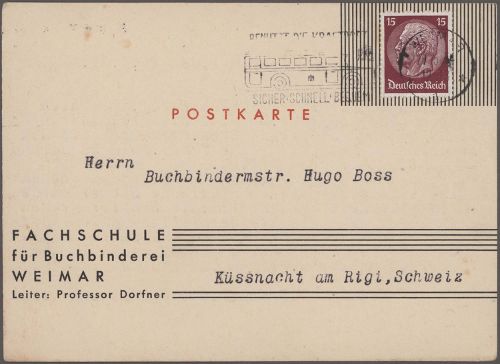 BENUTZT DIE KRAFTPOST
SICHER·SCHNELL·BEQUEM
15 15
Deutsches Reich
POSTKARTE
Herrn
Buchbindermstr. Hugo Boss
FACHSCHULE
für Buchbinderei
WEIMAR
Leiter: Professor Dorfner
Küssnacht am Rigi,Schweiz